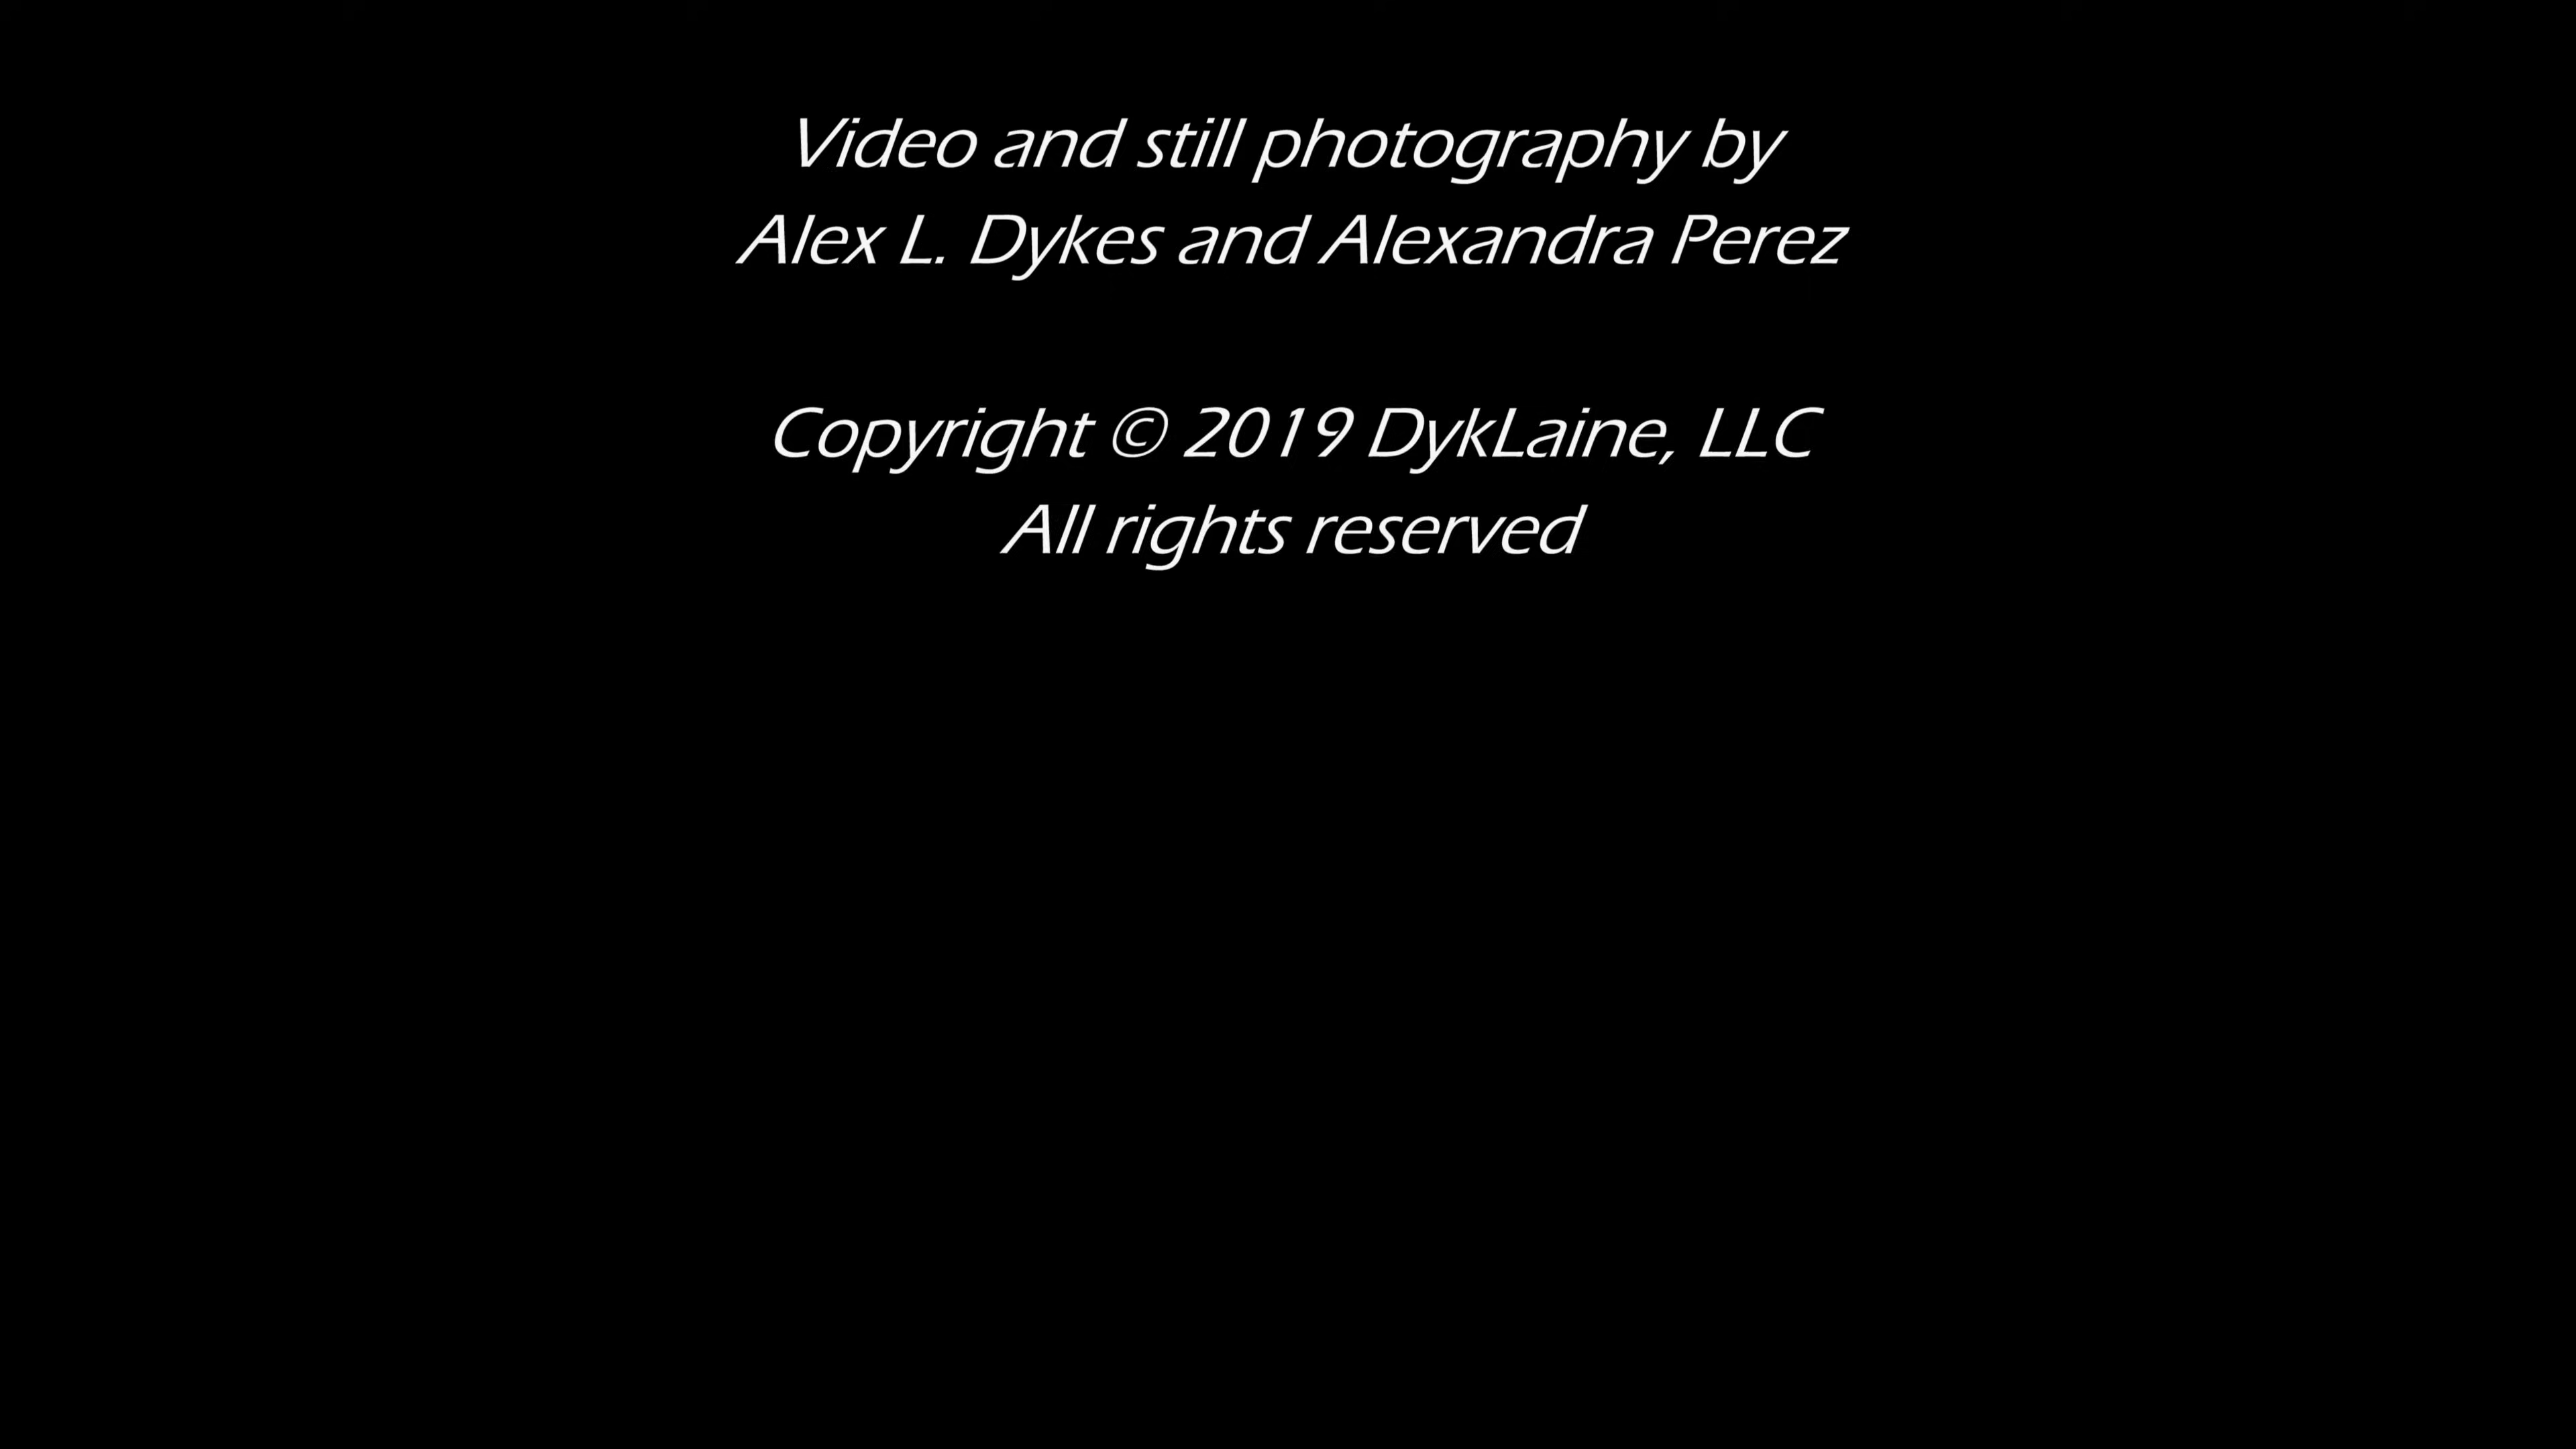 Video and still photography by
Alex L. Dykes and Alexandra Perez
Copyright © 2019 DykLaine, LLC
All rights reserved